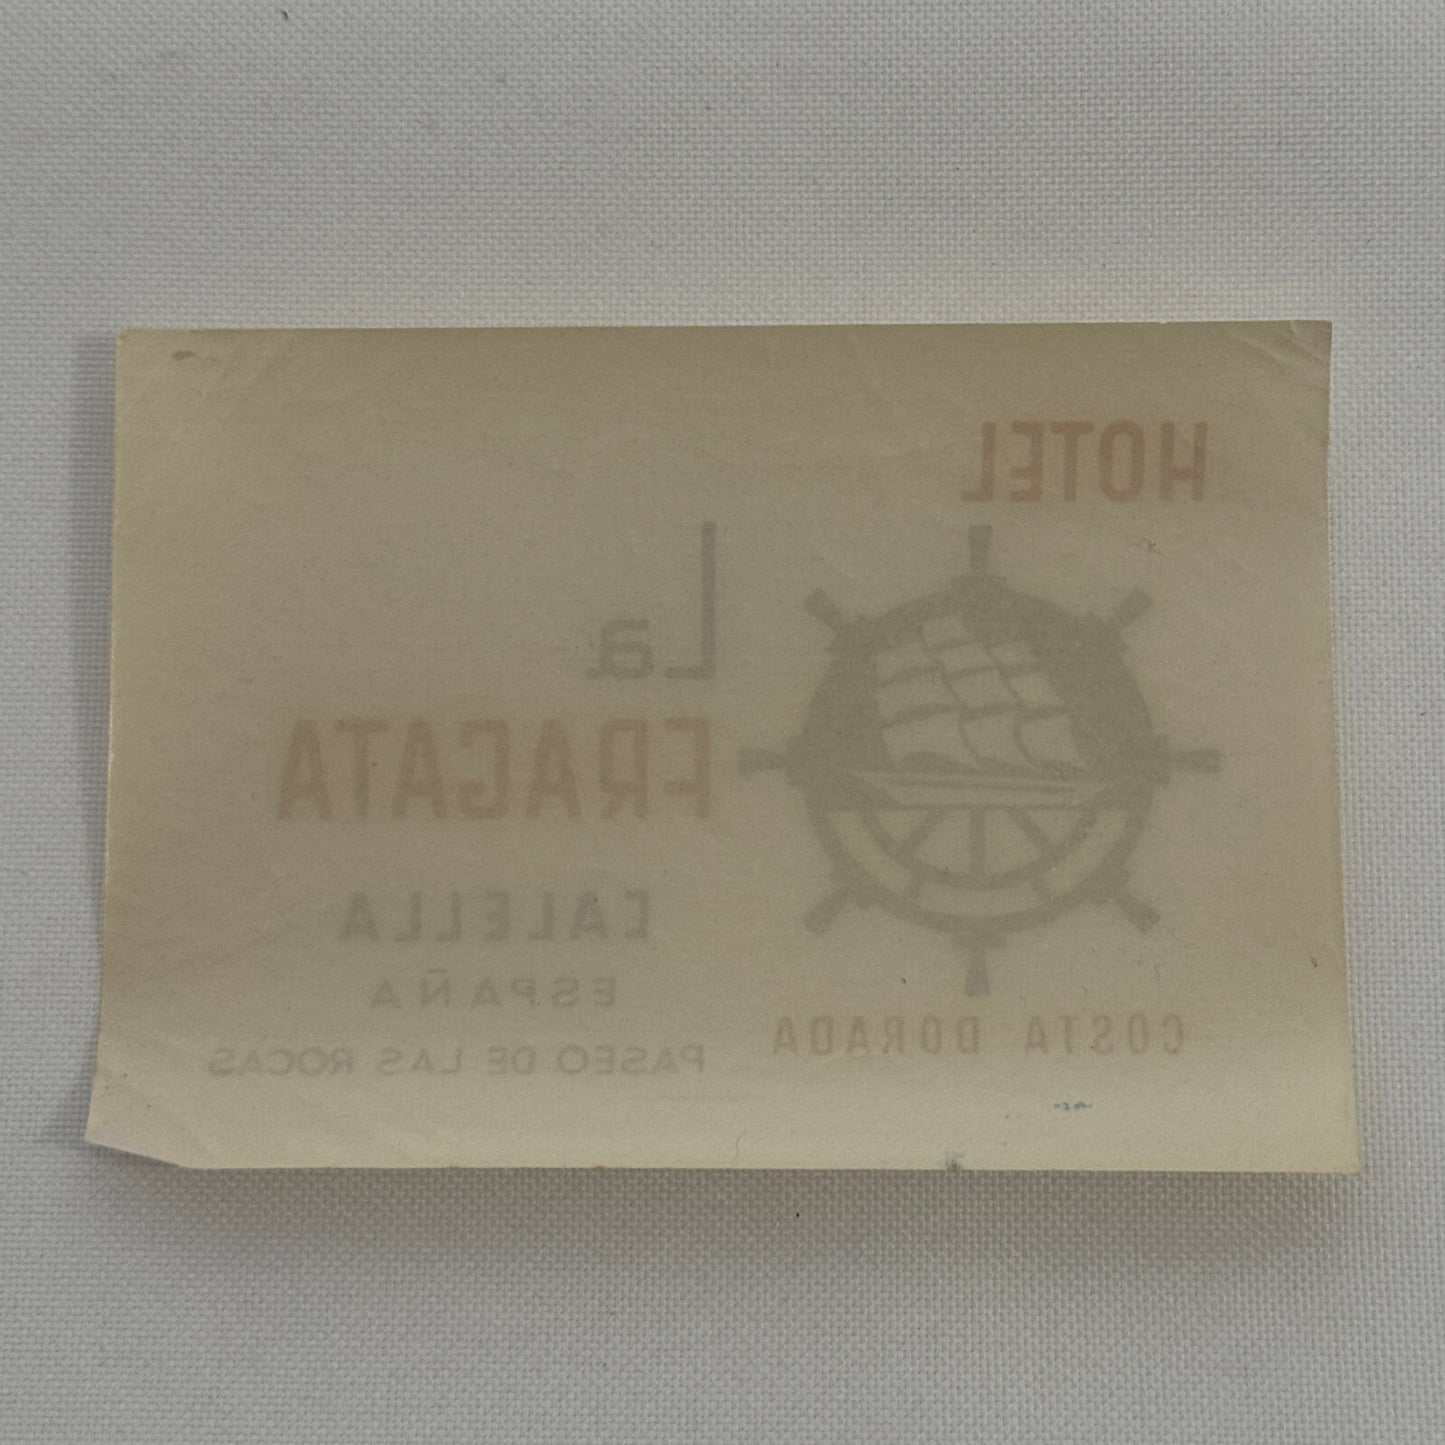 HOTEL
La
FRAGATA
CALELLA
ESPAÑA
PASEO DE LAS ROCAS
COSTA DORADA